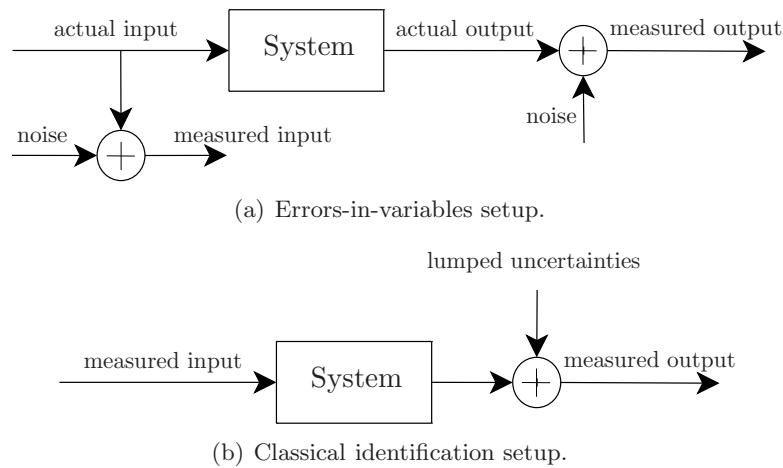 actual input
System
actual output
measured output
noise
measured input
noise
(a) Errors-in-variables setup.
lumped uncertainties
measured input
System
measured output
(b) Classical identification setup.